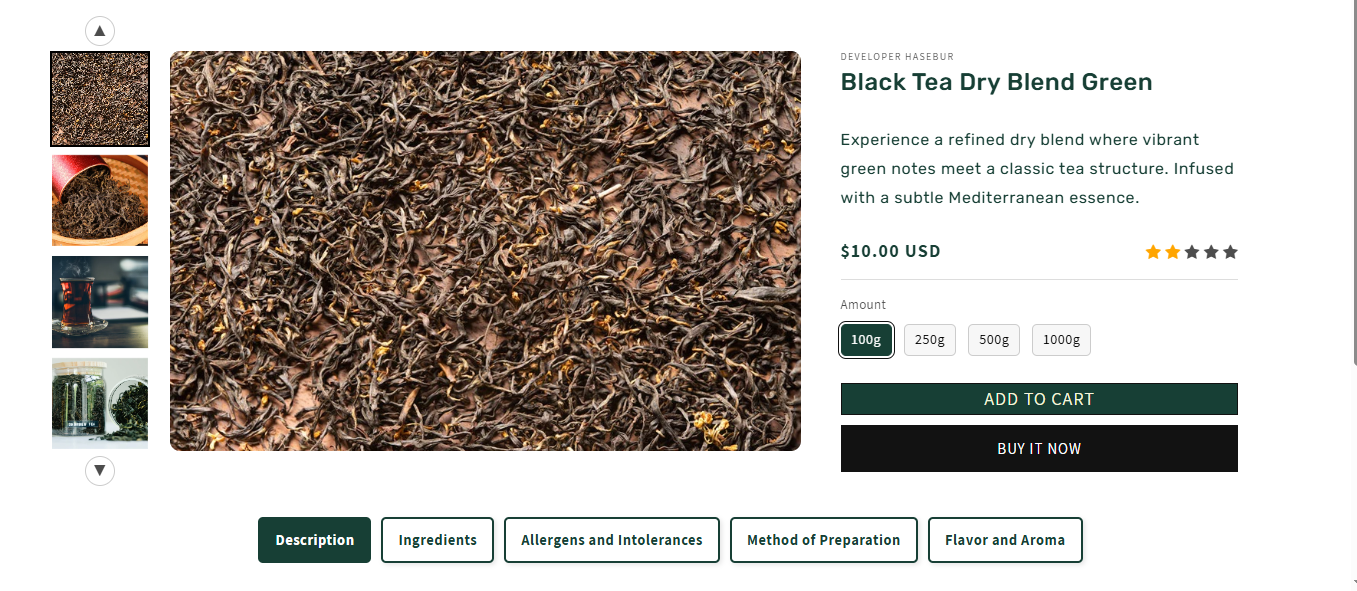 DEVELOPER HASEBUR
Black Tea Dry Blend Green
Experience a refined dry blend where vibrant
green notes meet a classic tea structure. Infused
with a subtle Mediterranean essence.
$10.00 USD
Amount
100g 250g 500g 1000g
ADD TO CART
BUY IT NOW
Description Ingredients Allergens and Intolerances Method of Preparation Flavor and Aroma